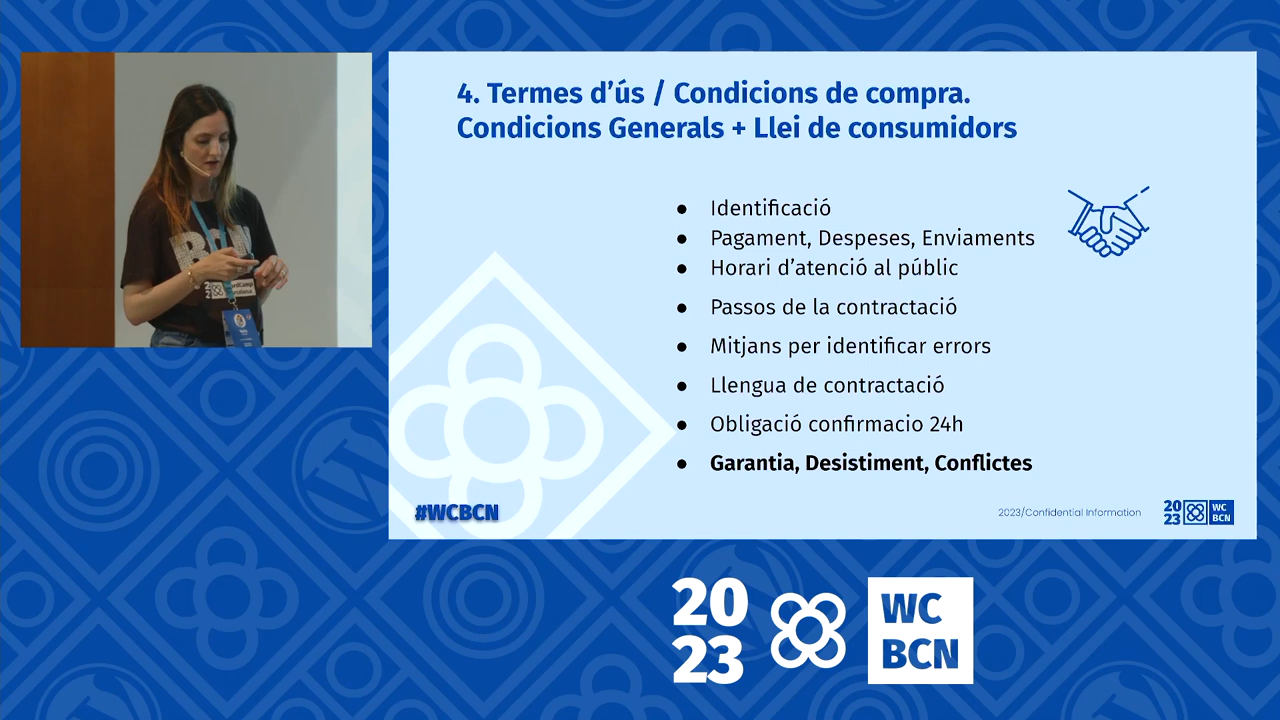 4. Termes d’ús / Condicions de compra.
Condicions Generals + Llei de consumidors
● Identificació
● Pagament, Despeses, Enviaments
● Horari d’atenció al públic
● Passos de la contractació
● Mitjans per identificar errors
● Llengua de contractació
● Obligació confirmacio 24h
● Garantia, Desistiment, Conflictes
#WCBCN
2023/Confidential Information
20
23
WC
BCN
20
23
WC
BCN